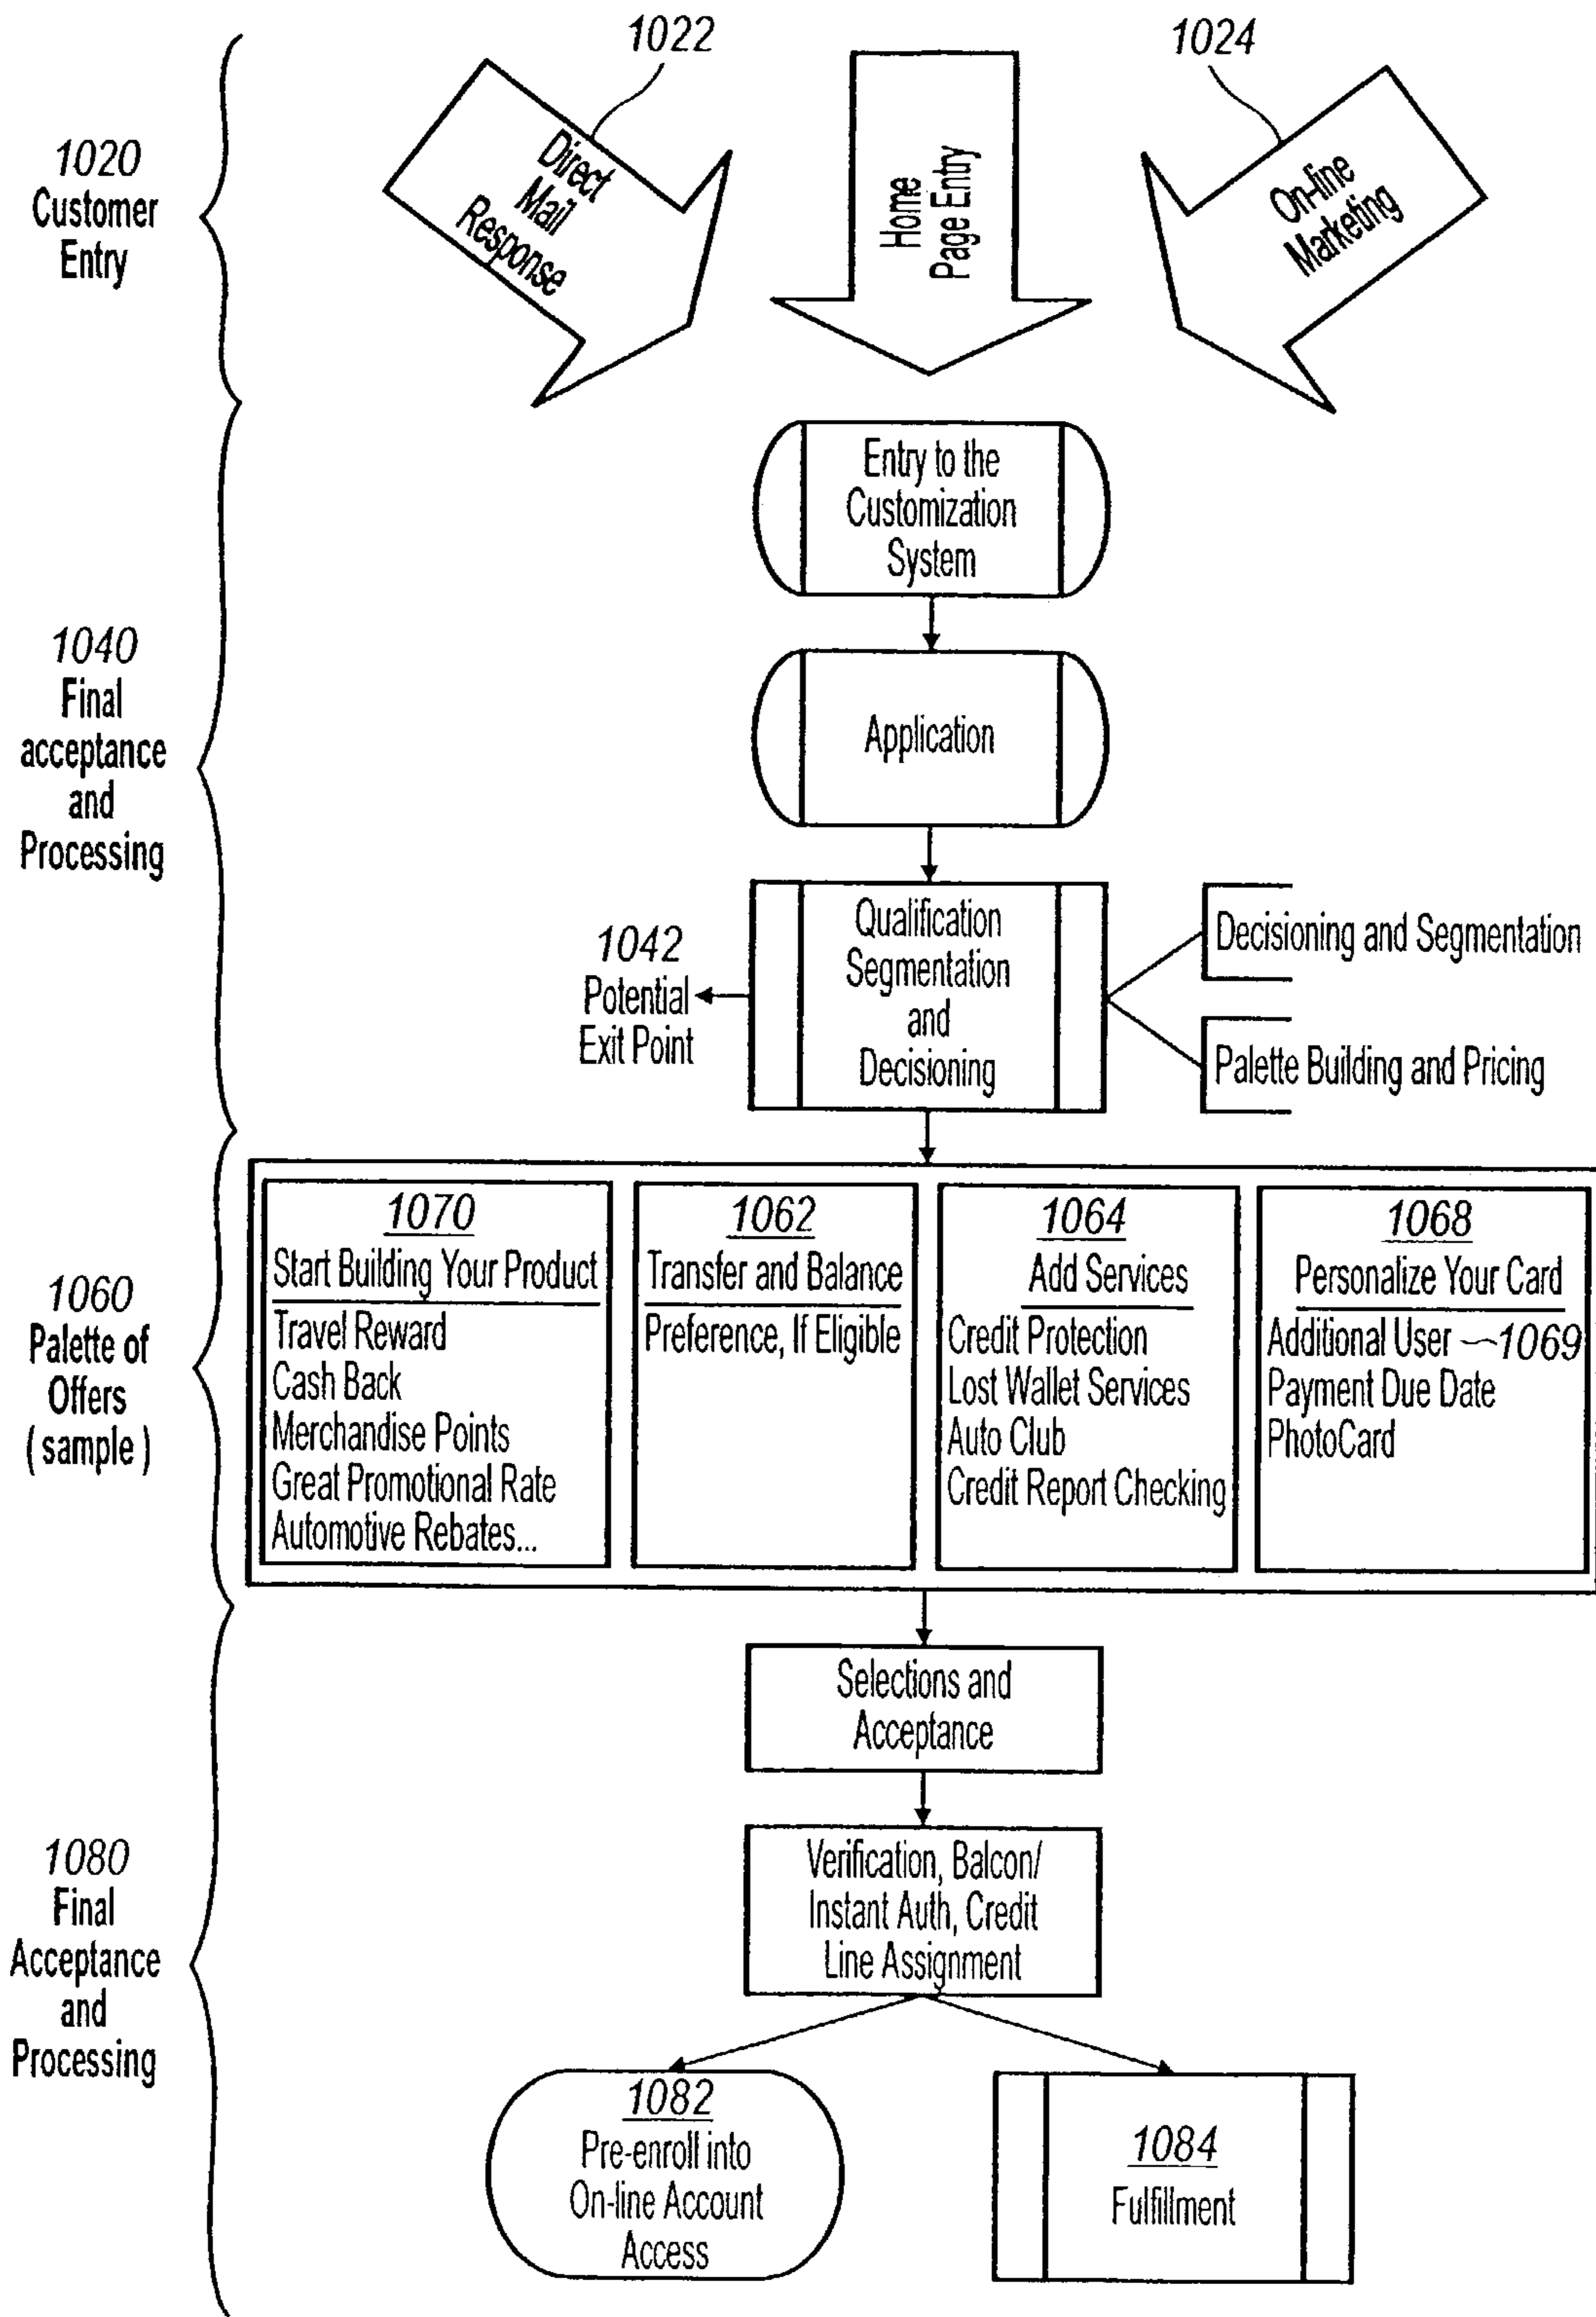 1022
1024
1020
Customer
Entry
Direct
Mail
Response
Home
Page Entry
On-line
Marketing
Entry to the
Customization
System
1040
Final
acceptance
and
Processing
Application
1042
Potential
Exit Point
Qualification
Segmentation
and
Decisioning
Decisioning and Segmentation
Palette Building and Pricing
1060
Palette of
Offers
( sample )
1070
Start Building Your Product
Travel Reward
Cash Back
Merchandise Points
Great Promotional Rate
Automotive Rebates...
1062
Transfer and Balance
Preference, If Eligible
1064
Add Services
Credit Protection
Lost Wallet Services
Auto Club
Credit Report Checking
1068
Personalize Your Card
Additional User 1069
Payment Due Date
PhotoCard
Selections and
Acceptance
1080
Final
Acceptance
and
Processing
Verification, Balcon/
Instant Auth, Credit
Line Assignment
1082
Pre-enroll into
On-line Account
Access
1084
Fulfillment